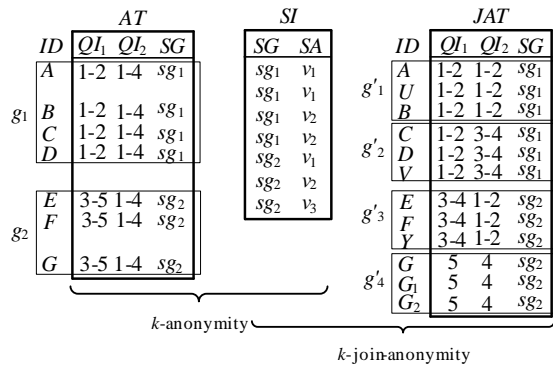 AT
ID QI₁ QI₂ SG
g₁
A 1-2 1-4 sg₁
B 1-2 1-4 sg₁
C 1-2 1-4 sg₁
D 1-2 1-4 sg₁
g₂
E 3-5 1-4 sg₂
F 3-5 1-4 sg₂
G 3-5 1-4 sg₂
SI
SG SA
sg₁ v₁
sg₁ v₁
sg₁ v₂
sg₁ v₂
sg₂ v₁
sg₂ v₂
sg₂ v₃
JAT
ID QI₁ QI₂ SG
g'₁
A 1-2 1-2 sg₁
U 1-2 1-2 sg₁
B 1-2 1-2 sg₁
g'₂
C 1-2 3-4 sg₁
D 1-2 3-4 sg₁
V 1-2 3-4 sg₁
g'₃
E 3-4 1-2 sg₂
F 3-4 1-2 sg₂
Y 3-4 1-2 sg₂
g'₄
G 5 4 sg₂
G₁ 5 4 sg₂
G₂ 5 4 sg₂
k-anonymity
k-join-anonymity